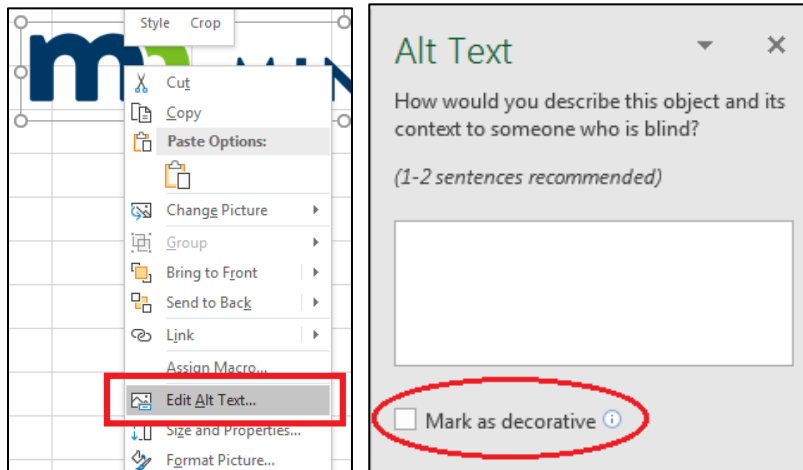 Style Crop
m MIN
Cut
Copy
Paste Options:
Change Picture
Group
Bring to Front
Send to Back
Link
Assign Macro...
Edit Alt Text...
Size and Properties...
Format Picture...
Alt Text
How would you describe this object and its
context to someone who is blind?
(1-2 sentences recommended)
Mark as decorative